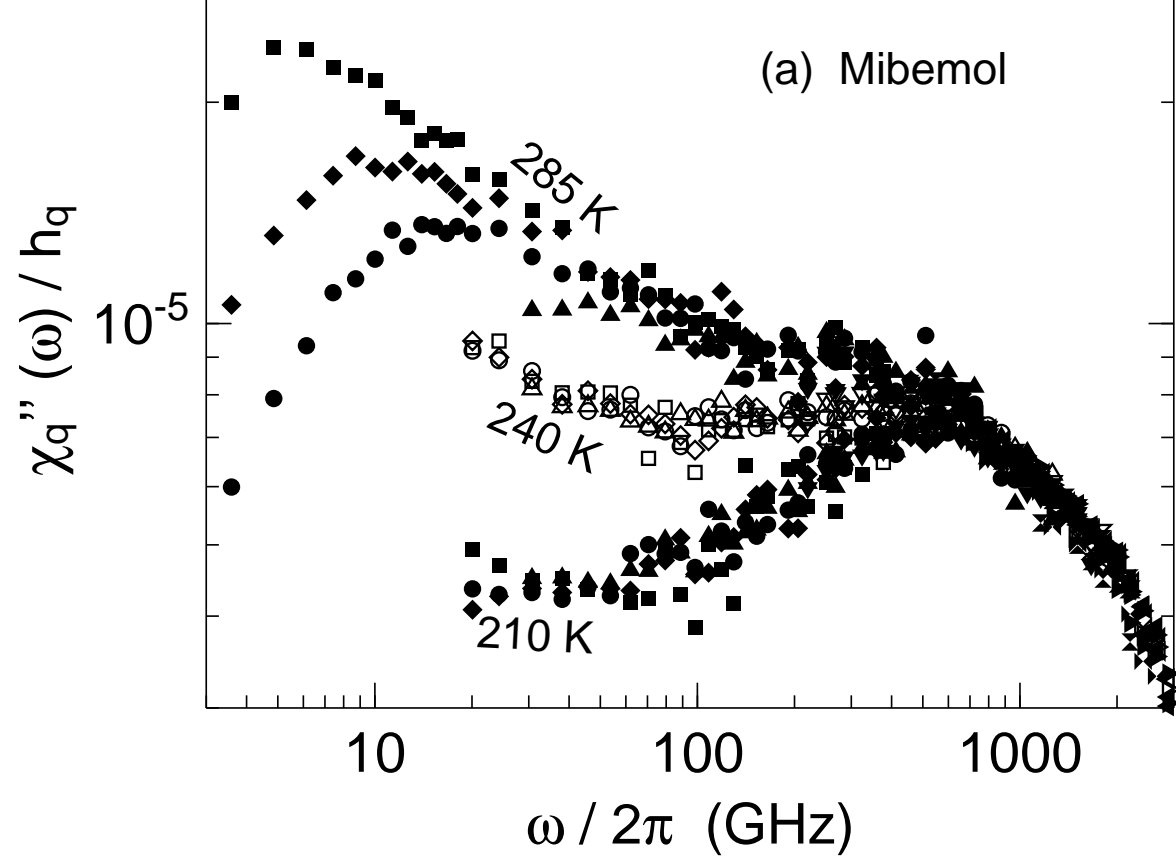 (a) Mibemol
285 K
χq’’ (ω) / hq
10-5
240 K
210 K
10 100 1000
ω / 2π (GHz)